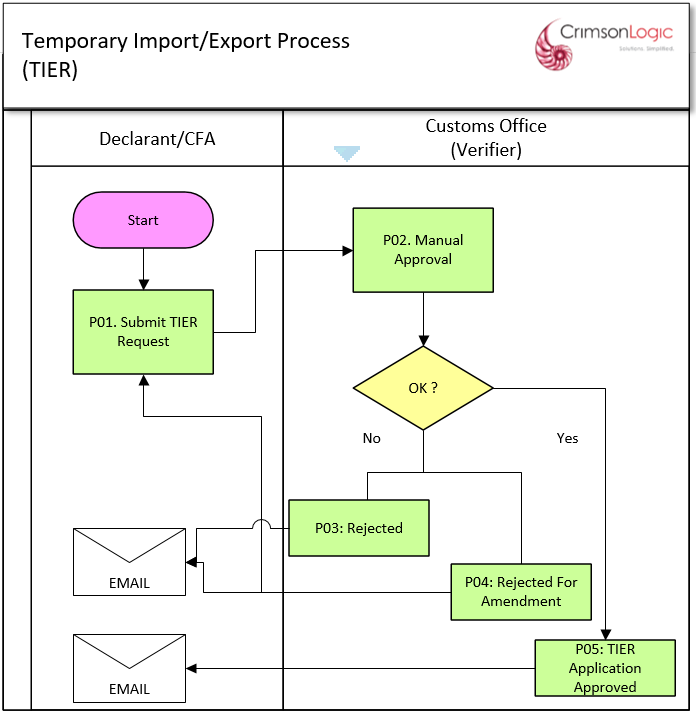 Temporary Import/Export Process
(TIER)
CrimsonLogic
Solutions. Simplified.
Declarant/CFA
Customs Office
(Verifier)
Start
P02. Manual
Approval
P01. Submit TIER
Request
OK ?
No
Yes
P03: Rejected
EMAIL
P04: Rejected For
Amendment
P05: TIER
Application
Approved
EMAIL